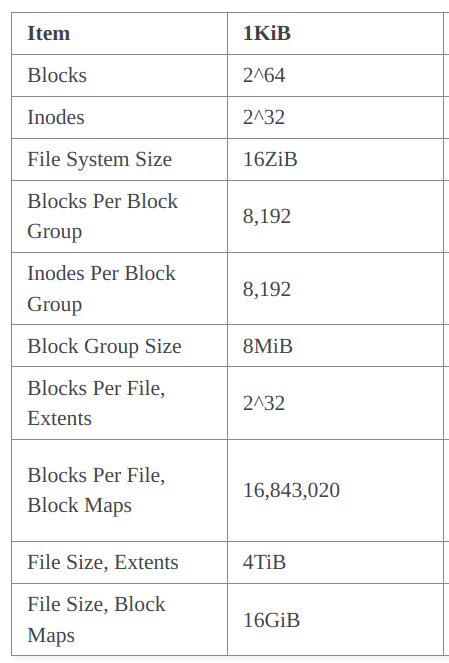 Item 1KiB
Blocks 2^64
Inodes 2^32
File System Size 16ZiB
Blocks Per Block
Group
8,192
Inodes Per Block
Group
8,192
Block Group Size 8MiB
Blocks Per File,
Extents
2^32
Blocks Per File,
Block Maps
16,843,020
File Size, Extents 4TiB
File Size, Block
Maps
16GiB